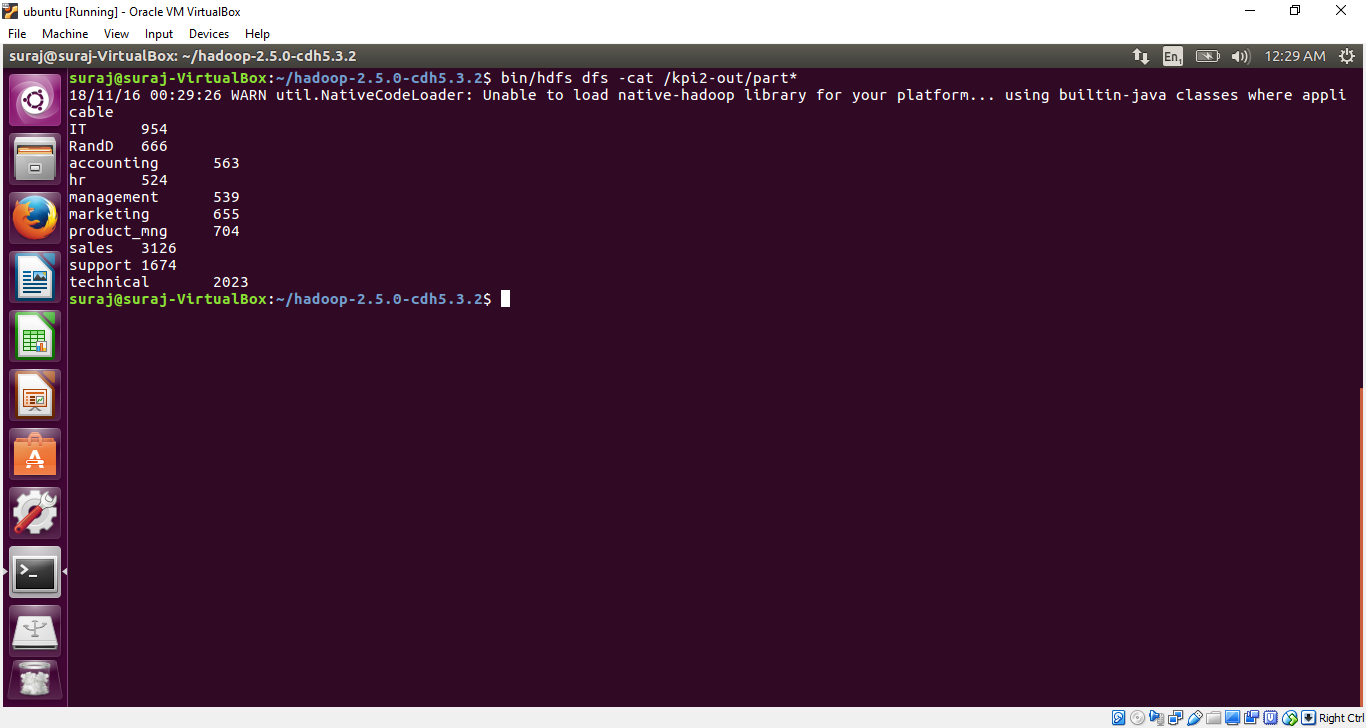 ubuntu [Running] - Oracle VM VirtualBox
File Machine View Input Devices Help
suraj@suraj-VirtualBox: ~/hadoop-2.5.0-cdh5.3.2 En1 12:29 AM
suraj@suraj-VirtualBox:~/hadoop-2.5.0-cdh5.3.2$ bin/hdfs dfs -cat /kpi2-out/part*
18/11/16 00:29:26 WARN util.NativeCodeLoader: Unable to load native-hadoop library for your platform... using builtin-java classes where appli
cable
IT 954
RandD 666
accounting 563
hr 524
management 539
marketing 655
product_mng 704
sales 3126
support 1674
technical 2023
suraj@suraj-VirtualBox:~/hadoop-2.5.0-cdh5.3.2$
Right Ctrl